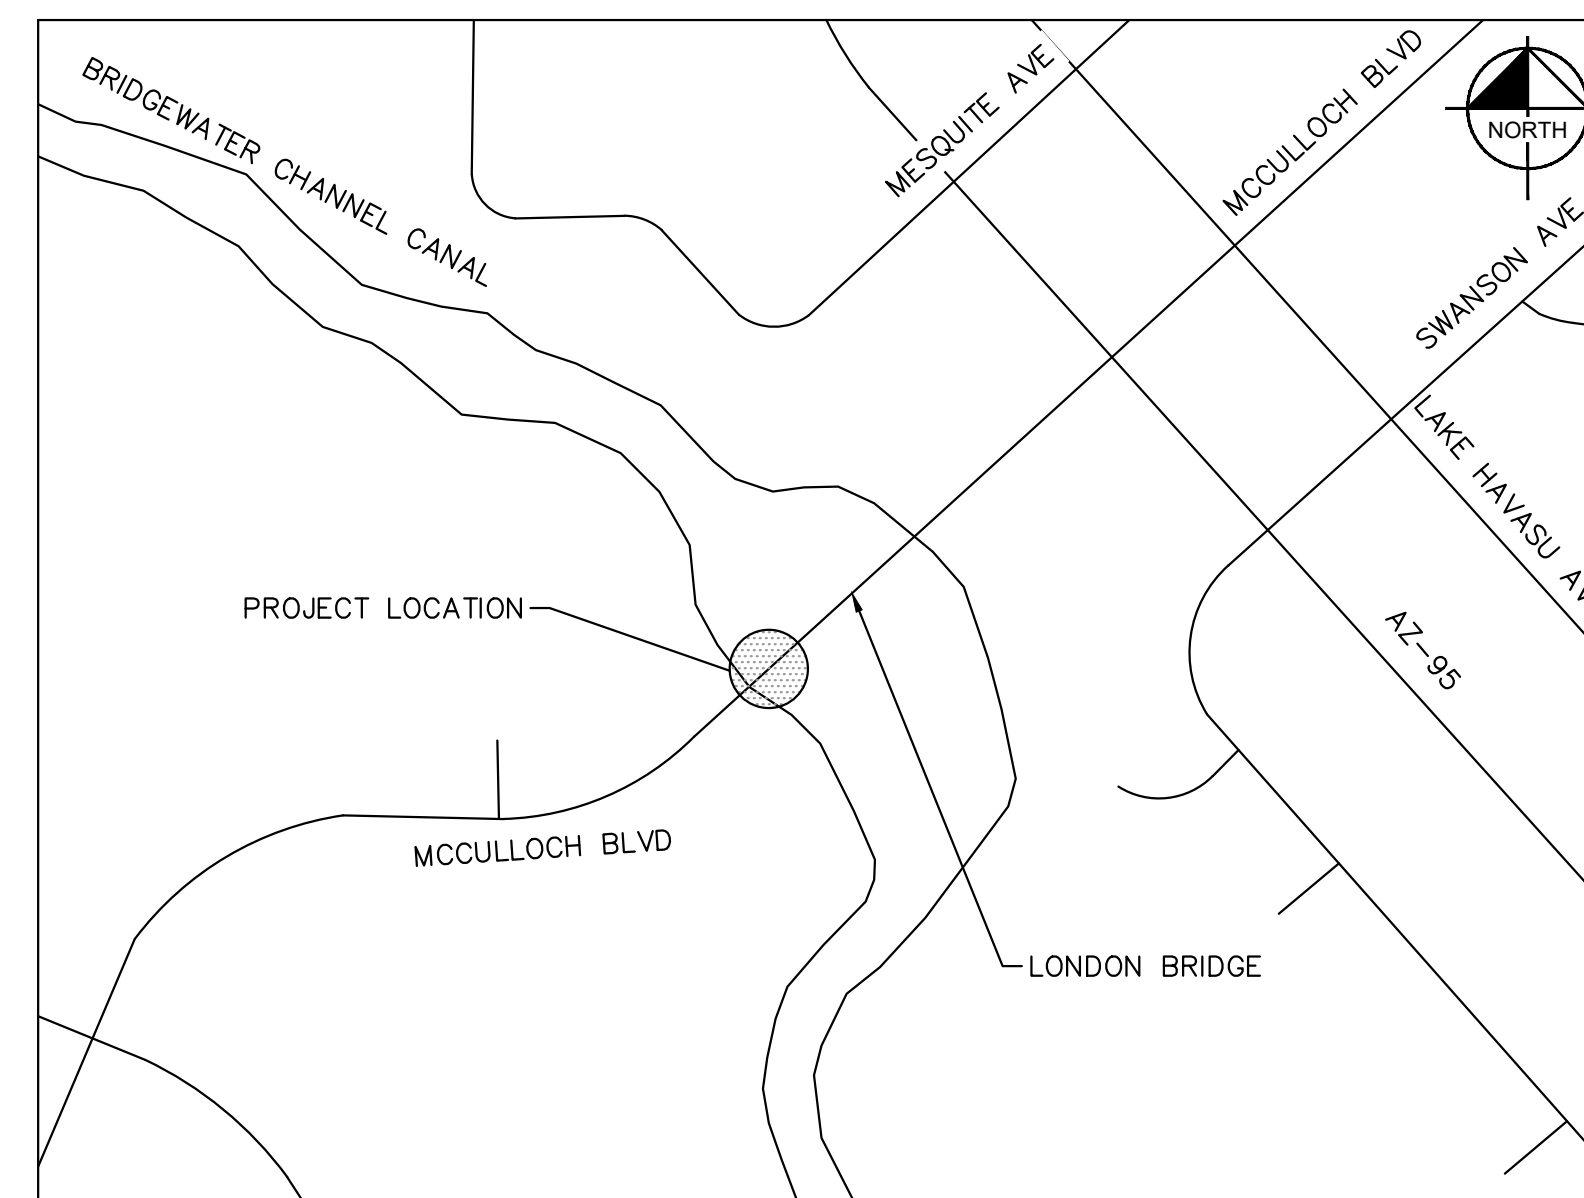 BRIDGEWATER CHANNEL CANAL
MESQUITE AVE
MCCULLOCH BLVD
NORTH
SWANSON AVE
LAKE HAVASU
AZ-95
PROJECT LOCATION
MCCULLOCH BLVD
LONDON BRIDGE